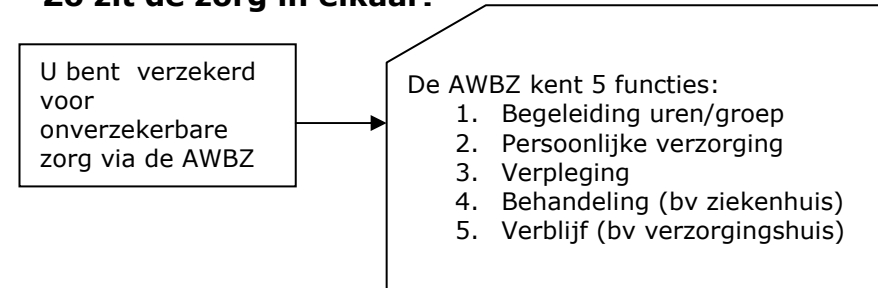 Zo zit de zorg in elkaar:
U bent  verzekerd
voor
onverzekerbare
zorg via de AWBZ
De AWBZ kent 5 functies:
1. Begeleiding uren/groep
2. Persoonlijke verzorging
3. Verpleging
4. Behandeling (bv ziekenhuis)
5. Verblijf (bv verzorgingshuis)